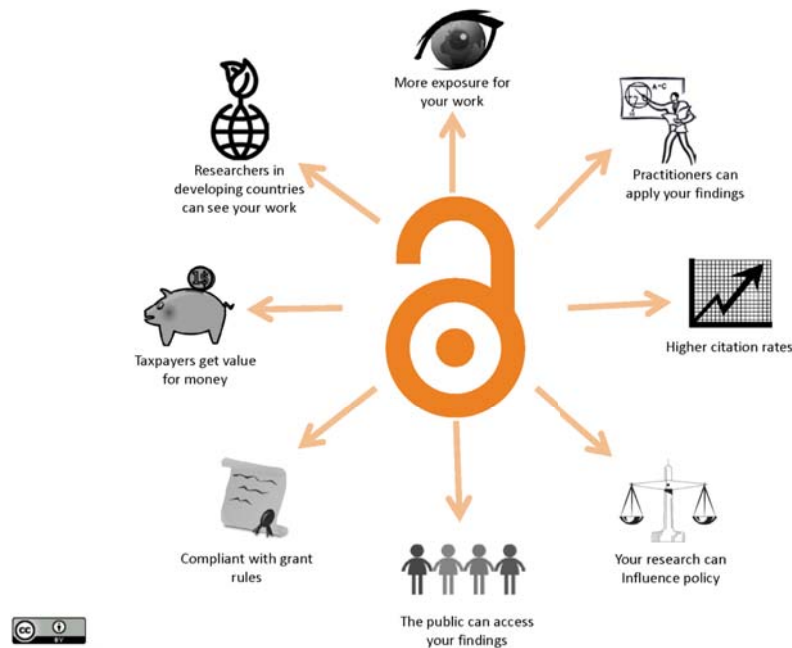 More exposure for
your work
Practitioners can
apply your findings
Higher citation rates
Your research can
Influence policy
The public can access
your findings
Compliant with grant
rules
Taxpayers get value
for money
Researchers in
developing countries
can see your work
A~C
cc
BY